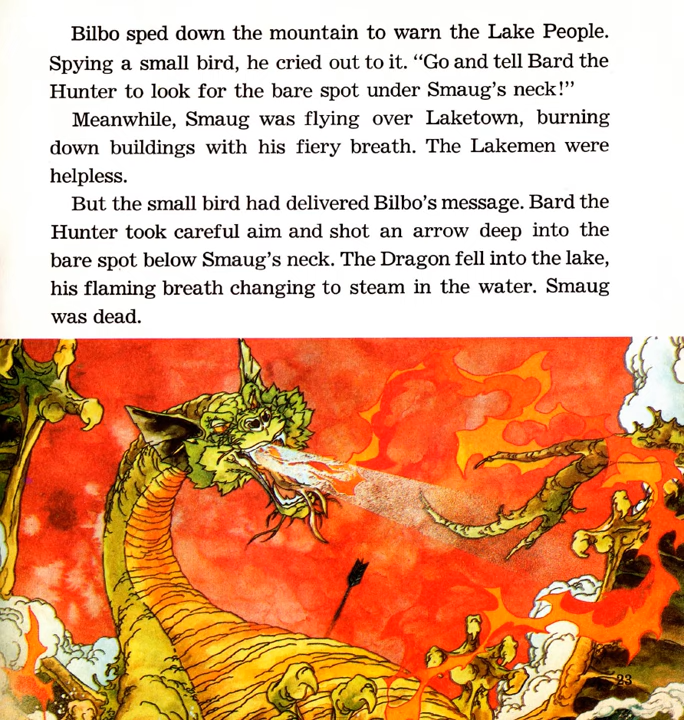 Bilbo sped down the mountain to warn the Lake People.
Spying a small bird, he cried out to it. “Go and tell Bard the
Hunter to look for the bare spot under Smaug’s neck!”
Meanwhile, Smaug was flying over Laketown, burning
down buildings with his fiery breath. The Lakemen were
helpless.
But the small bird had delivered Bilbo’s message. Bard the
Hunter took careful aim and shot an arrow deep into the
bare spot below Smaug’s neck. The Dragon fell into the lake,
his flaming breath changing to steam in the water. Smaug
was dead.
23